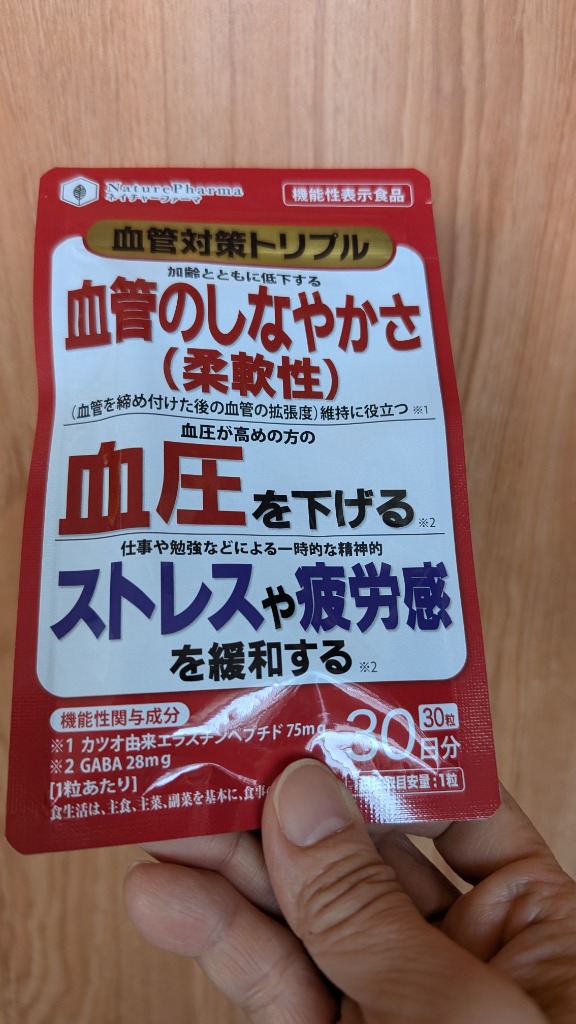 NaturePharma
ネイチャーファーマ
機能性表示食品
血管対策トリプル
加齢とともに低下する
血管のしなやかさ
(柔軟性)
(血管を締め付けた後の血管の拡張度)維持に役立つ ※1
血圧が高めの方の
血圧を下げる ※2
仕事や勉強などによる一時的な精神的
ストレスや疲労感
を緩和する ※2
機能性関与成分
※1 カツオ由来エラスチンペプチド 75mg
※2 GABA 28mg
[1粒あたり]
30日分
30粒
目安量:1粒
食生活は、主食、主菜、副菜を基本に、食事